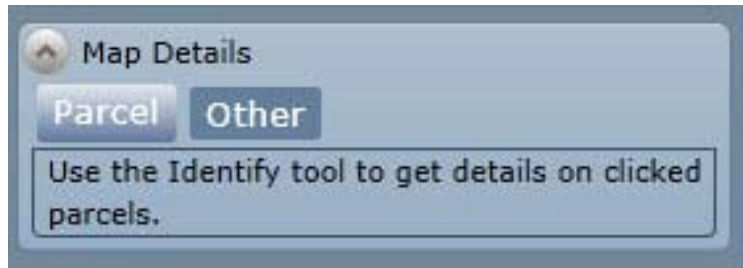 Map Details
Parcel Other
Use the Identify tool to get details on clicked
parcels.